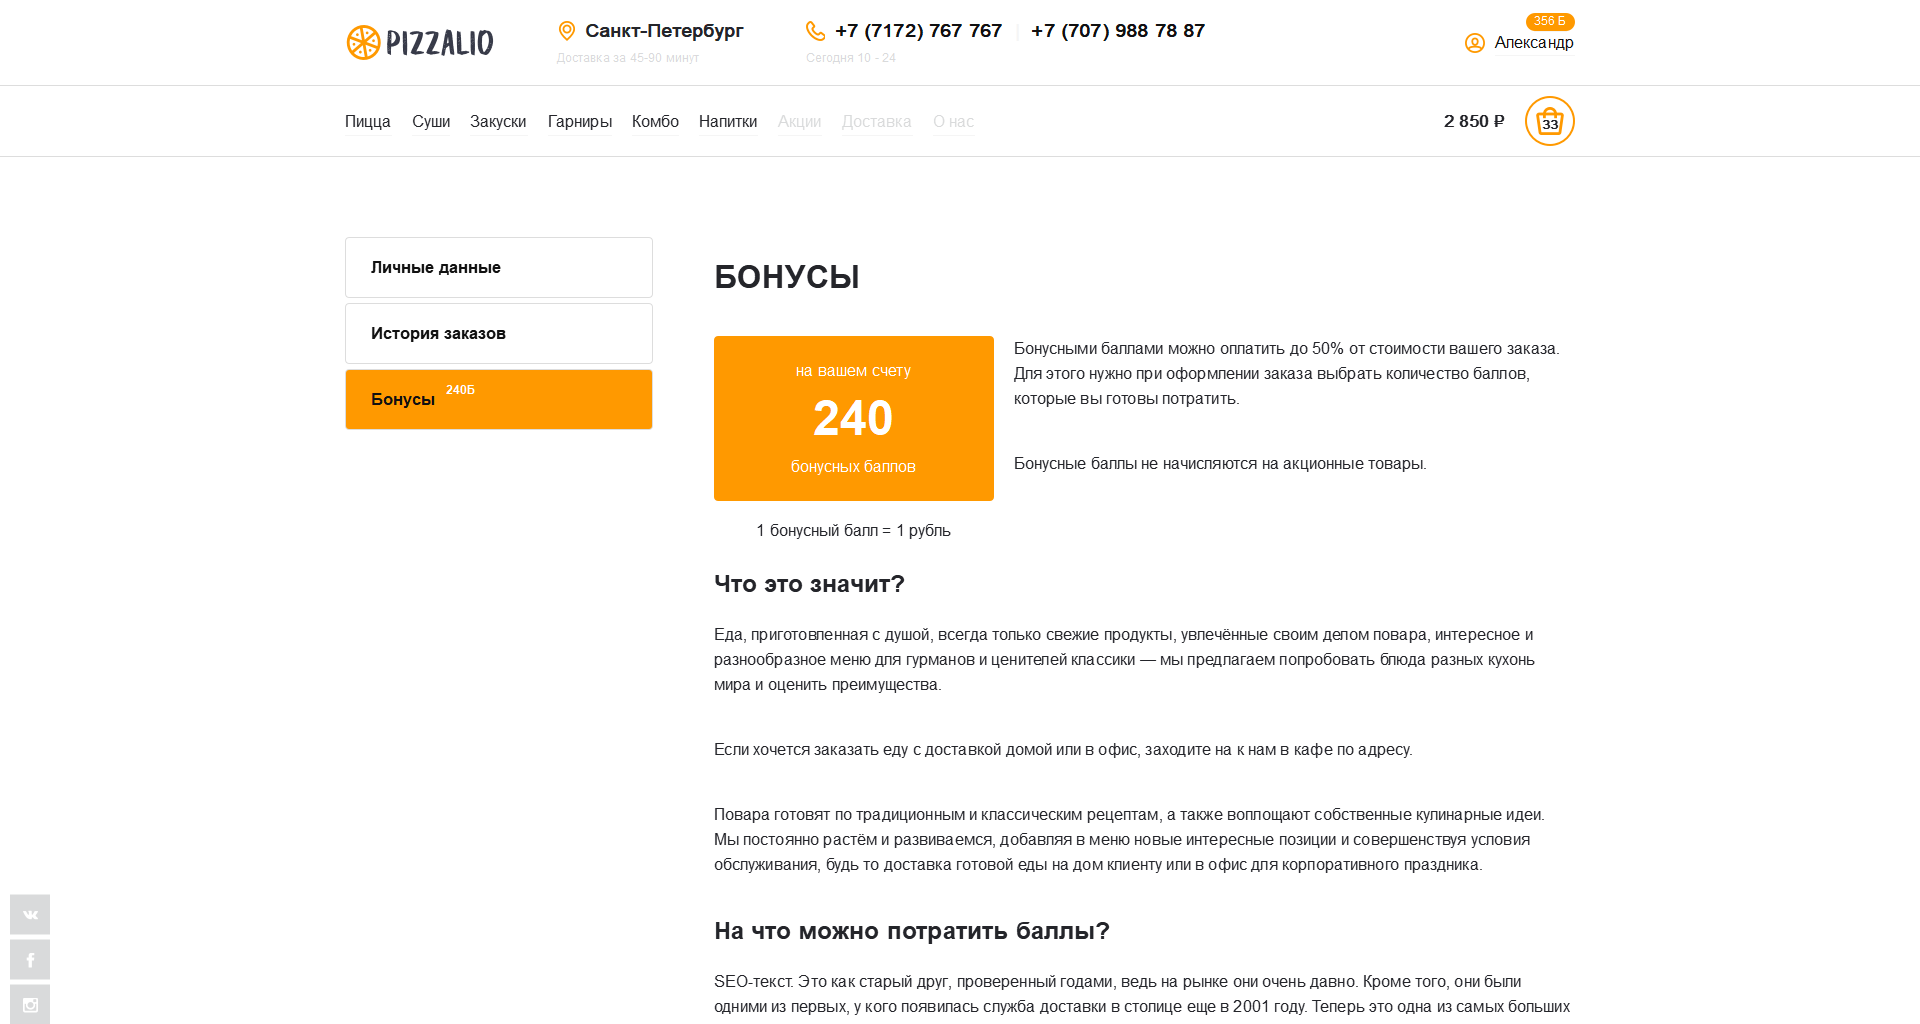 PIZZALIO
Санкт-Петербург
Доставка за 45-90 минут
+7 (7172) 767 767
+7 (707) 988 78 87
Сегодня 10 - 24
356 Б
Александр
Пицца
Суши
Закуски
Гарниры
Комбо
Напитки
Акции
Доставка
О нас
2 850 ₽
33
Личные данные
История заказов
Бонусы 240Б
БОНУСЫ
на вашем счету
240
бонусных баллов
1 бонусный балл = 1 рубль
Бонусными баллами можно оплатить до 50% от стоимости вашего заказа.
Для этого нужно при оформлении заказа выбрать количество баллов,
которые вы готовы потратить.
Бонусные баллы не начисляются на акционные товары.
Что это значит?
Еда, приготовленная с душой, всегда только свежие продукты, увлечённые своим делом повара, интересное и
разнообразное меню для гурманов и ценителей классики — мы предлагаем попробовать блюда разных кухонь
мира и оценить преимущества.
Если хочется заказать еду с доставкой домой или в офис, заходите на к нам в кафе по адресу.
Повара готовят по традиционным и классическим рецептам, а также воплощают собственные кулинарные идеи.
Мы постоянно растём и развиваемся, добавляя в меню новые интересные позиции и совершенствуя условия
обслуживания, будь то доставка готовой еды на дом клиенту или в офис для корпоративного праздника.
На что можно потратить баллы?
SEO-текст. Это как старый друг, проверенный годами, ведь на рынке они очень давно. Кроме того, они были
одними из первых, у кого появилась служба доставки в столице еще в 2001 году. Теперь это одна из самых больших